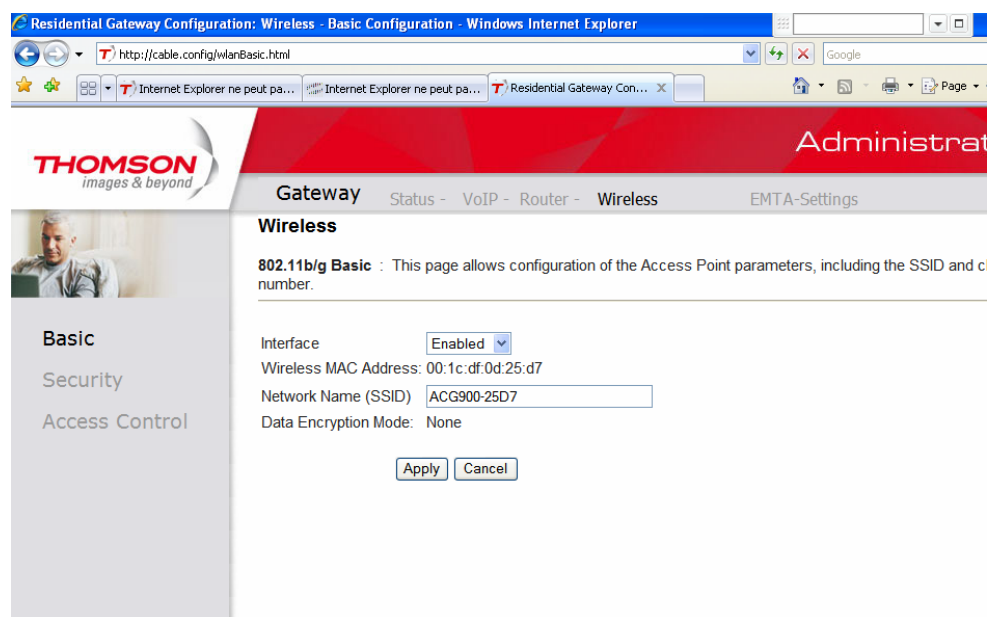 Residential Gateway Configuration: Wireless - Basic Configuration - Windows Internet Explorer
http://cable.config/wlanBasic.html
Google
Internet Explorer ne peut pa...
Internet Explorer ne peut pa...
Residential Gateway Con...
Page
THOMSON
images & beyond
Administrat
Gateway
Status - VoIP - Router - Wireless
EMTA-Settings
Wireless
802.11b/g Basic : This page allows configuration of the Access Point parameters, including the SSID and c
number.
Basic
Security
Access Control
Interface Enabled
Wireless MAC Address: 00:1c:df:0d:25:d7
Network Name (SSID) ACG900-25D7
Data Encryption Mode: None
Apply Cancel